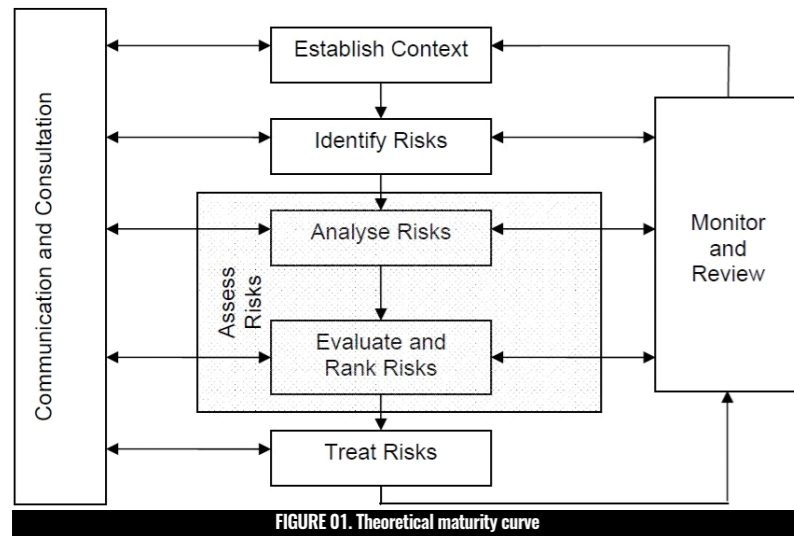 Communication and Consultation
Establish Context
Identify Risks
Assess
Risks
Analyse Risks
Evaluate and
Rank Risks
Treat Risks
Monitor
and
Review
FIGURE 01. Theoretical maturity curve